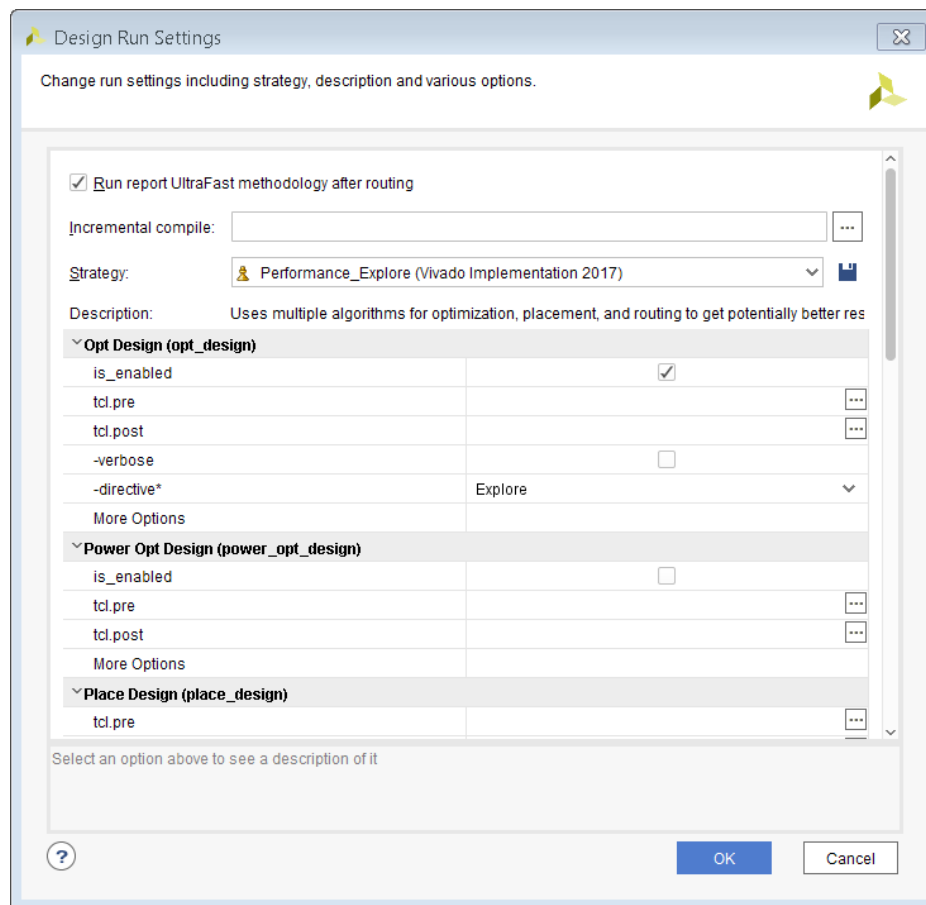 Design Run Settings
Change run settings including strategy, description and various options.
Run report UltraFast methodology after routing
Incremental compile:
...
Strategy: Performance_Explore (Vivado Implementation 2017)
Description: Uses multiple algorithms for optimization, placement, and routing to get potentially better res
Opt Design (opt_design)
is_enabled
tcl.pre ...
tcl.post ...
-verbose
-directive* Explore
More Options
Power Opt Design (power_opt_design)
is_enabled
tcl.pre ...
tcl.post ...
More Options
Place Design (place_design)
tcl.pre ...
Select an option above to see a description of it
? OK Cancel